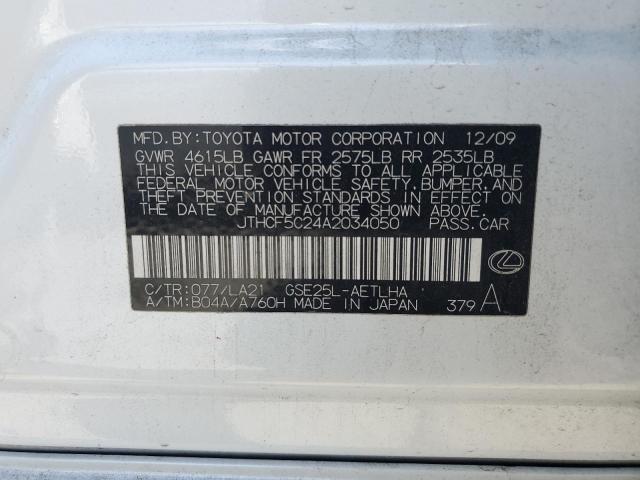 MFD.BY:TOYOTA MOTOR CORPORATION 12/09
GVWR 4615LB GAWR FR 2575LB RR 2535LB
THIS VEHICLE CONFORMS TO ALL APPLICABLE
FEDERAL MOTOR VEHICLE SAFETY,BUMPER,AND
THEFT PREVENTION STANDARDS IN EFFECT ON
THE DATE OF MANUFACTURE SHOWN ABOVE.
JTHCF5C24A2034050 PASS.CAR
C/TR:077/LA21 GSE25L-AETLHA
A/TM:B04A/A760H MADE IN JAPAN 379 A